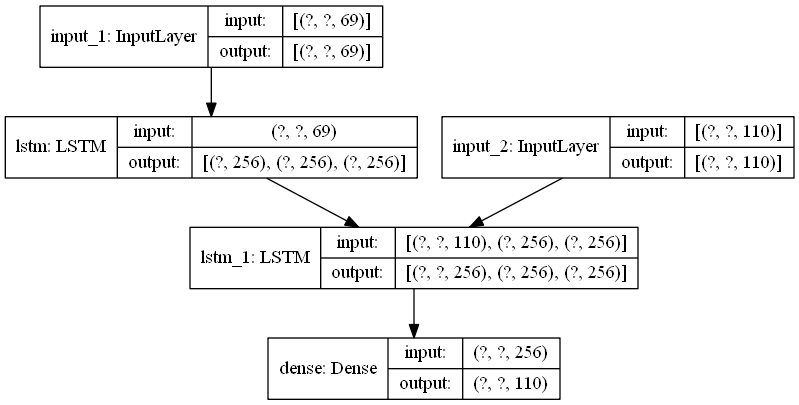 input_1: InputLayer
input:
[(?, ?, 69)]
output:
[(?, ?, 69)]
lstm: LSTM
input:
(?, ?, 69)
output:
[(?, 256), (?, 256), (?, 256)]
input_2: InputLayer
input:
[(?, ?, 110)]
output:
[(?, ?, 110)]
lstm_1: LSTM
input:
[(?, ?, 110), (?, 256), (?, 256)]
output:
[(?, ?, 256), (?, 256), (?, 256)]
dense: Dense
input:
(?, ?, 256)
output:
(?, ?, 110)